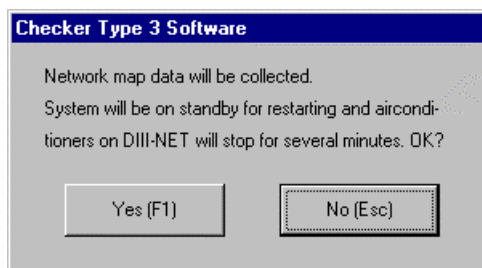 Checker Type 3 Software
Network map data will be collected.
System will be on standby for restarting and aircondi-
tioners on DIII-NET will stop for several minutes. OK?
Yes (F1)
No (Esc)